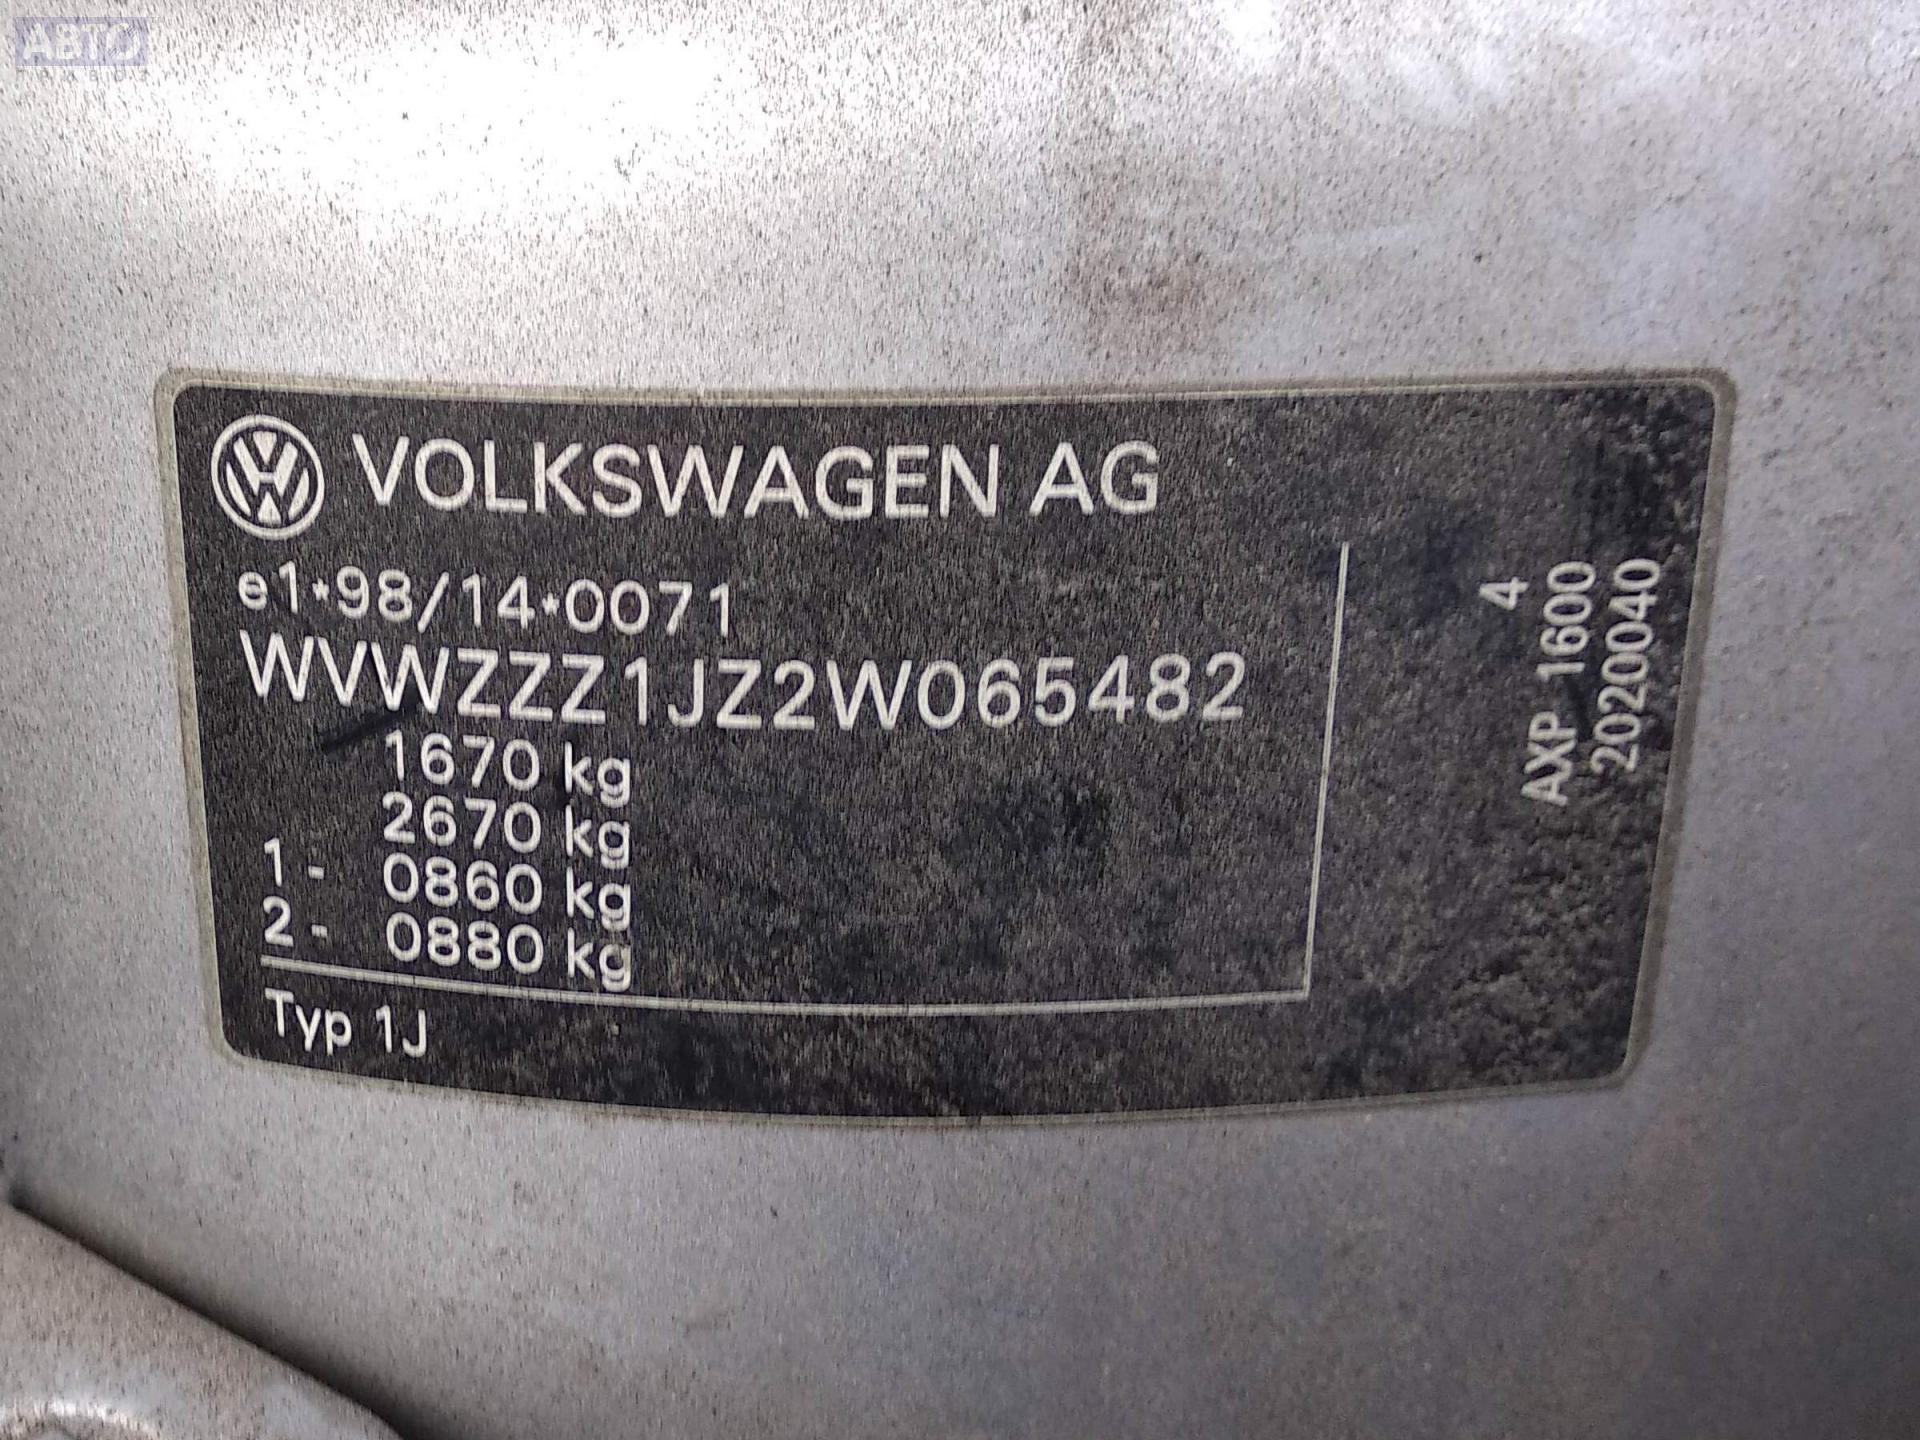 АВТО
ПРИВОЗ
VOLKSWAGEN AG
e1*98/14*0071
WVWZZZ1JZ2W065482
1670 kg
2670 kg
1- 0860 kg
2- 0880 kg
Typ 1J
4
AXP 1600
2020040